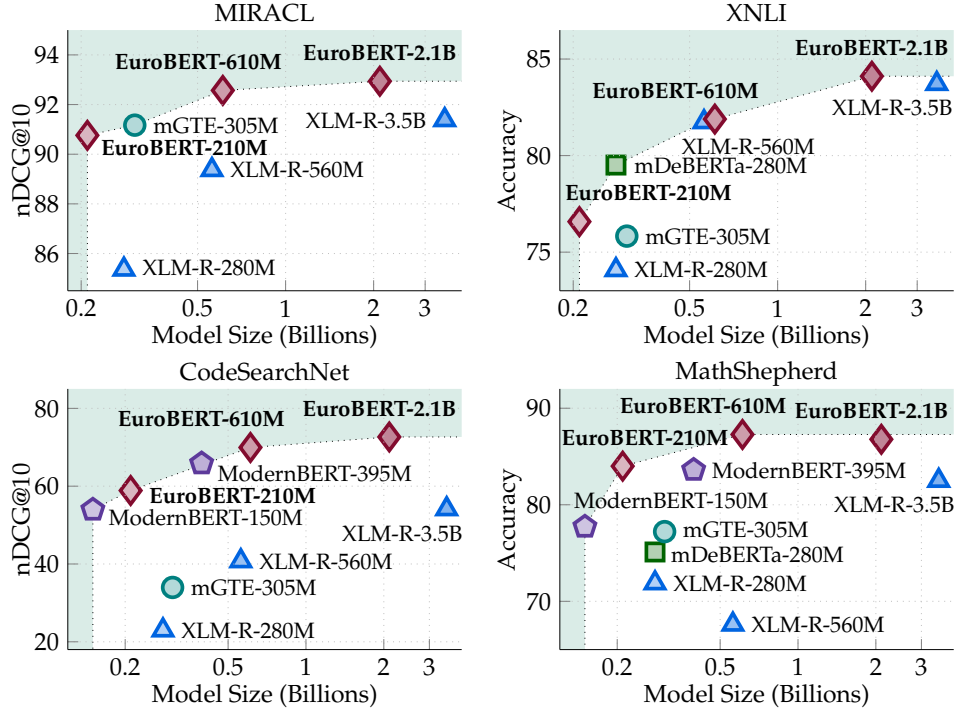 MIRACL
nDCG@10
94
92
90
88
86
EuroBERT-610M
EuroBERT-2.1B
mGTE-305M
XLM-R-3.5B
EuroBERT-210M
XLM-R-560M
XLM-R-280M
0.2 0.5 1 2 3
Model Size (Billions)
XNLI
Accuracy
85
80
75
EuroBERT-2.1B
EuroBERT-610M
XLM-R-3.5B
XLM-R-560M
mDeBERTa-280M
EuroBERT-210M
mGTE-305M
XLM-R-280M
0.2 0.5 1 2 3
Model Size (Billions)
CodeSearchNet
nDCG@10
80
60
40
20
EuroBERT-2.1B
EuroBERT-610M
ModernBERT-395M
EuroBERT-210M
ModernBERT-150M
XLM-R-3.5B
XLM-R-560M
mGTE-305M
XLM-R-280M
0.2 0.5 1 2 3
Model Size (Billions)
MathShepherd
Accuracy
90
80
70
EuroBERT-610M
EuroBERT-2.1B
EuroBERT-210M
ModernBERT-395M
ModernBERT-150M
XLM-R-3.5B
mGTE-305M
mDeBERTa-280M
XLM-R-280M
XLM-R-560M
0.2 0.5 1 2 3
Model Size (Billions)